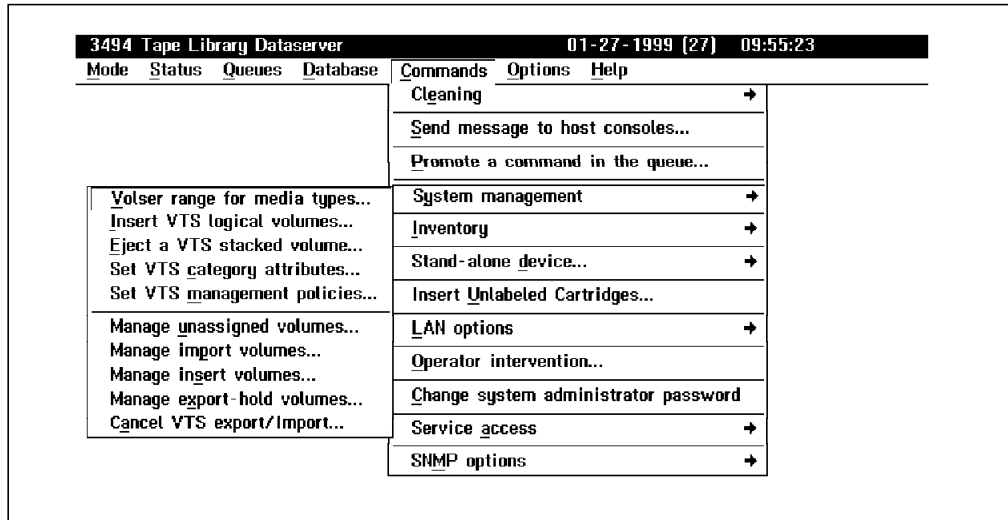 3494 Tape Library Dataserver 01-27-1999 (27) 09:55:23
Mode Status Queues Database Commands Options Help
Cleaning
Send message to host consoles...
Promote a command in the queue...
System management
Inventory
Stand-alone device...
Insert Unlabeled Cartridges...
LAN options
Operator intervention...
Change system administrator password
Service access
SNMP options
Volser range for media types...
Insert VTS logical volumes...
Eject a VTS stacked volume...
Set VTS category attributes...
Set VTS management policies...
Manage unassigned volumes...
Manage import volumes...
Manage insert volumes...
Manage export-hold volumes...
Cancel VTS export/Import...